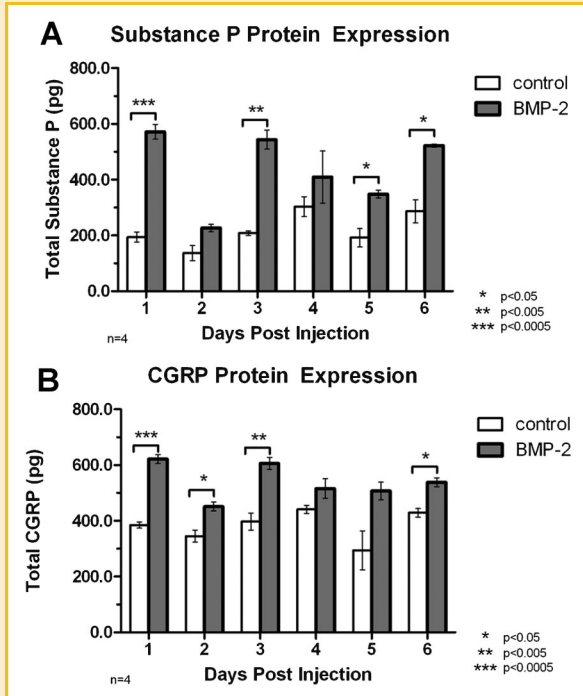 A Substance P Protein Expression
Total Substance P (pg)
800.0
600.0
400.0
200.0
0.0
***
**
*
*
1 2 3 4 5 6
Days Post Injection
n=4
control
BMP-2
* p<0.05
** p<0.005
*** p<0.0005
B CGRP Protein Expression
Total CGRP (pg)
800.0
600.0
400.0
200.0
0.0
***
*
**
*
1 2 3 4 5 6
Days Post Injection
n=4
control
BMP-2
* p<0.05
** p<0.005
*** p<0.0005